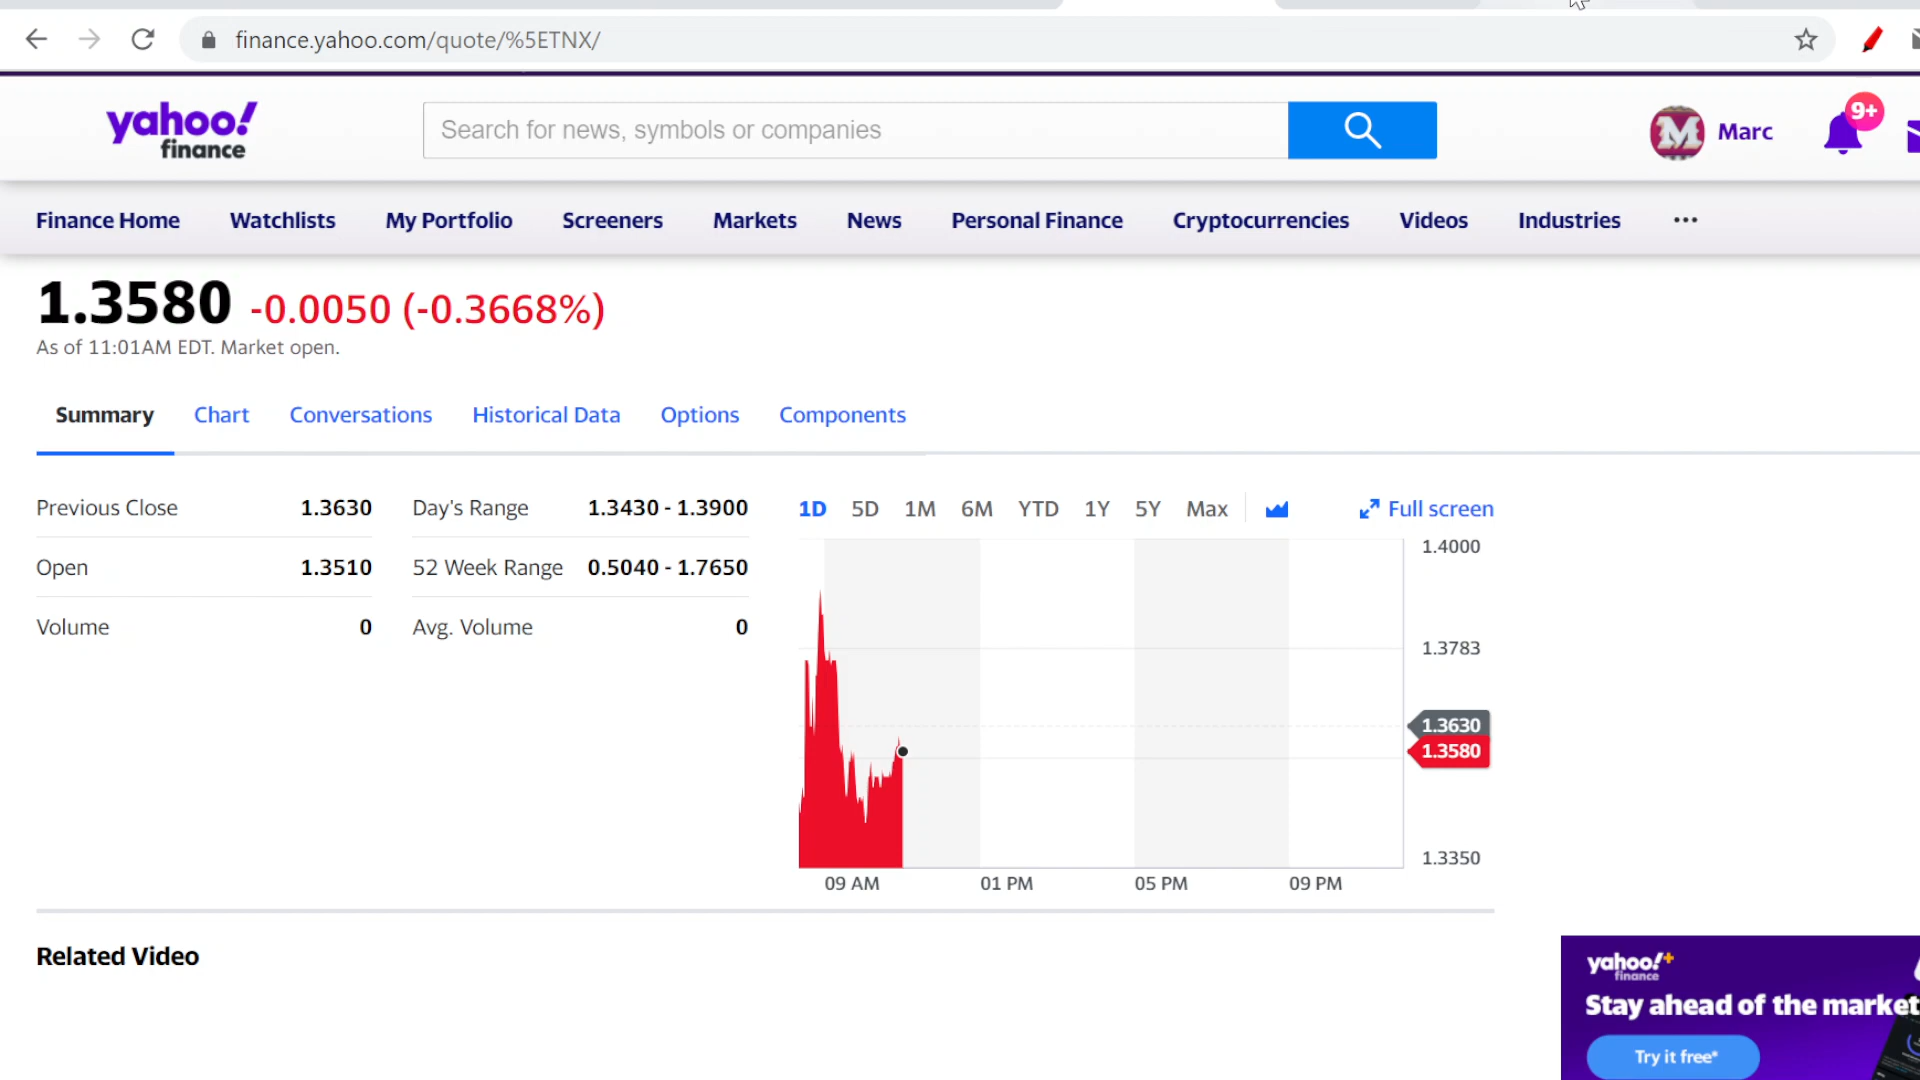 finance.yahoo.com/quote/%5ETNX/
yahoo!
finance
Search for news, symbols or companies
M
Marc
9+
Finance Home Watchlists My Portfolio Screeners Markets News Personal Finance Cryptocurrencies Videos Industries ...
1.3580 -0.0050 (-0.3668%)
As of 11:01AM EDT. Market open.
Summary Chart Conversations Historical Data Options Components
Previous Close 1.3630
Open 1.3510
Volume 0
Day's Range 1.3430 - 1.3900
52 Week Range 0.5040 - 1.7650
Avg. Volume 0
1D 5D 1M 6M YTD 1Y 5Y Max Full screen
1.4000
1.3783
1.3630
1.3580
1.3350
09 AM 01 PM 05 PM 09 PM
Related Video
yahoo!+
finance
Stay ahead of the market
Try it free*